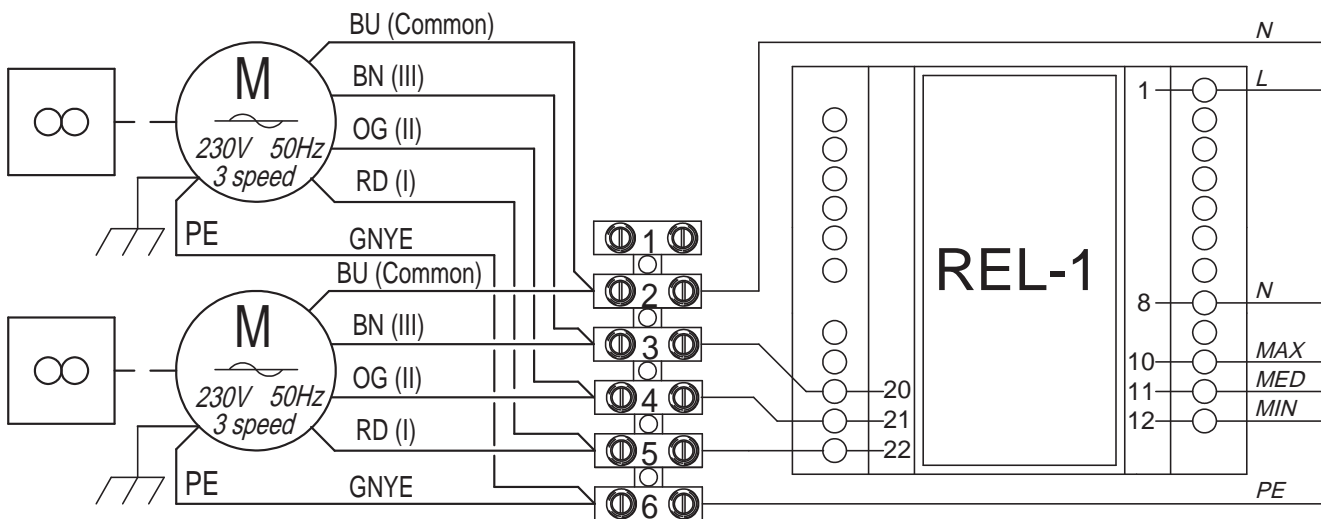 BU (Common)
N
M
BN (III)
1
L
OG (II)
230V 50Hz
3 speed
RD (I)
PE
GNYE
1
REL-1
BU (Common)
2
8
N
M
BN (III)
3
10
MAX
OG (II)
20
11
MED
230V 50Hz
4
21
12
MIN
3 speed
RD (I)
5
22
PE
GNYE
6
PE